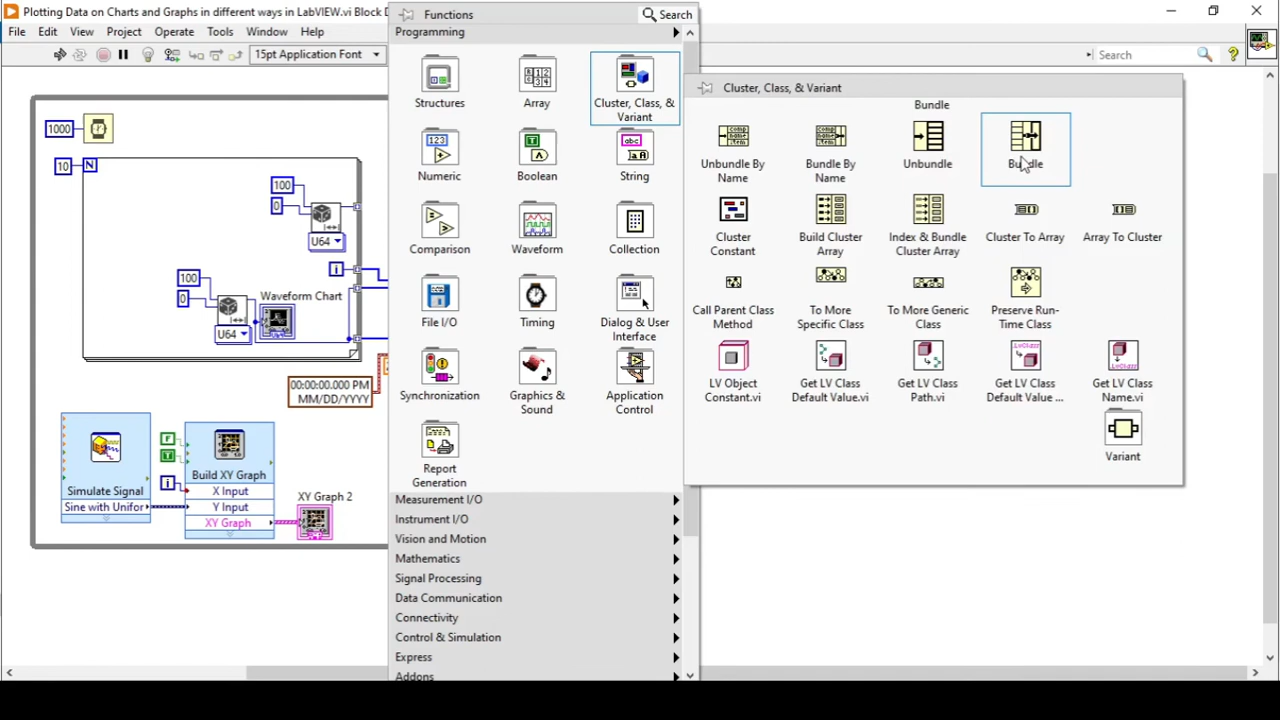 Plotting Data on Charts and Graphs in different ways in LabVIEW.vi Block D
File Edit View Project Operate Tools Window Help
15pt Application Font
Search
?
Functions
Search
Programming
Structures
Array
Cluster, Class, &
Variant
Numeric
Boolean
String
Comparison
Waveform
Collection
File I/O
Timing
Dialog & User
Interface
Synchronization
Graphics &
Sound
Application
Control
Report
Generation
Measurement I/O
Instrument I/O
Vision and Motion
Mathematics
Signal Processing
Data Communication
Connectivity
Control & Simulation
Express
Addons
Cluster, Class, & Variant
Bundle
Unbundle By
Name
Bundle By
Name
Unbundle
Bundle
Cluster
Constant
Build Cluster
Array
Index & Bundle
Cluster Array
Cluster To Array
Array To Cluster
Call Parent Class
Method
To More
Specific Class
To More Generic
Class
Preserve Run-
Time Class
LV Object
Constant.vi
Get LV Class
Default Value.vi
Get LV Class
Path.vi
Get LV Class
Default Value ...
Get LV Class
Name.vi
Variant
1000
10
N
100
0
U64
i
100
0
Waveform Chart
U64
00:00:00.000 PM
MM/DD/YYYY
Simulate Signal
Sine with Unifor
F
T
i
Build XY Graph
X Input
Y Input
XY Graph
XY Graph 2